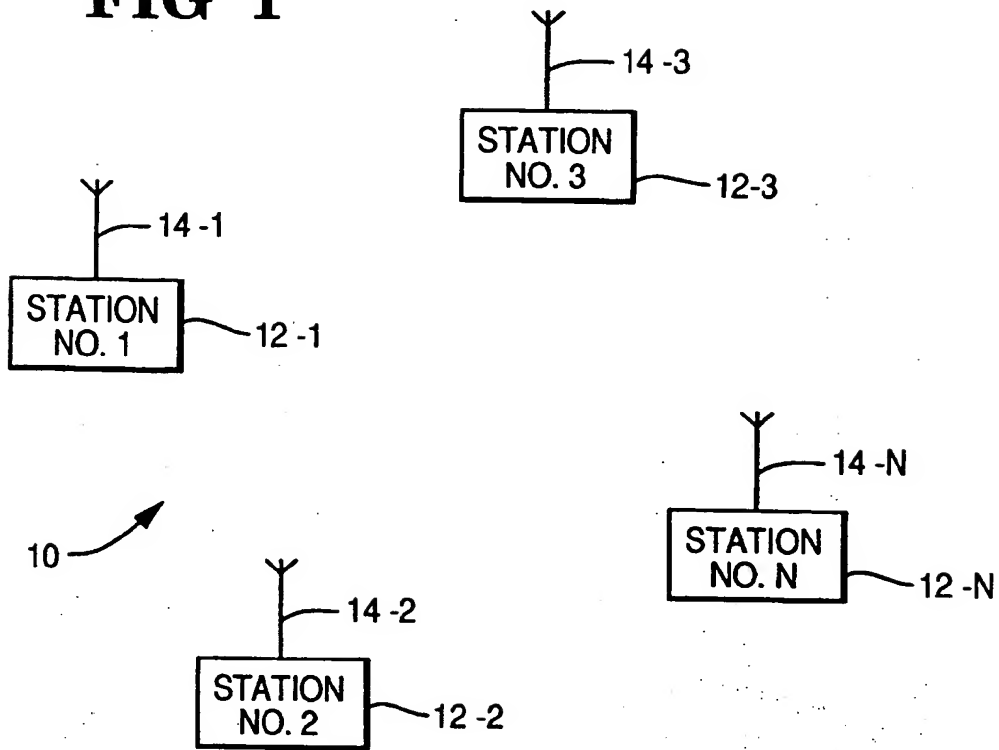 FIG 1
14-3
STATION
NO. 3
12-3
14-1
STATION
NO. 1
12-1
14-N
STATION
NO. N
12-N
10
14-2
STATION
NO. 2
12-2